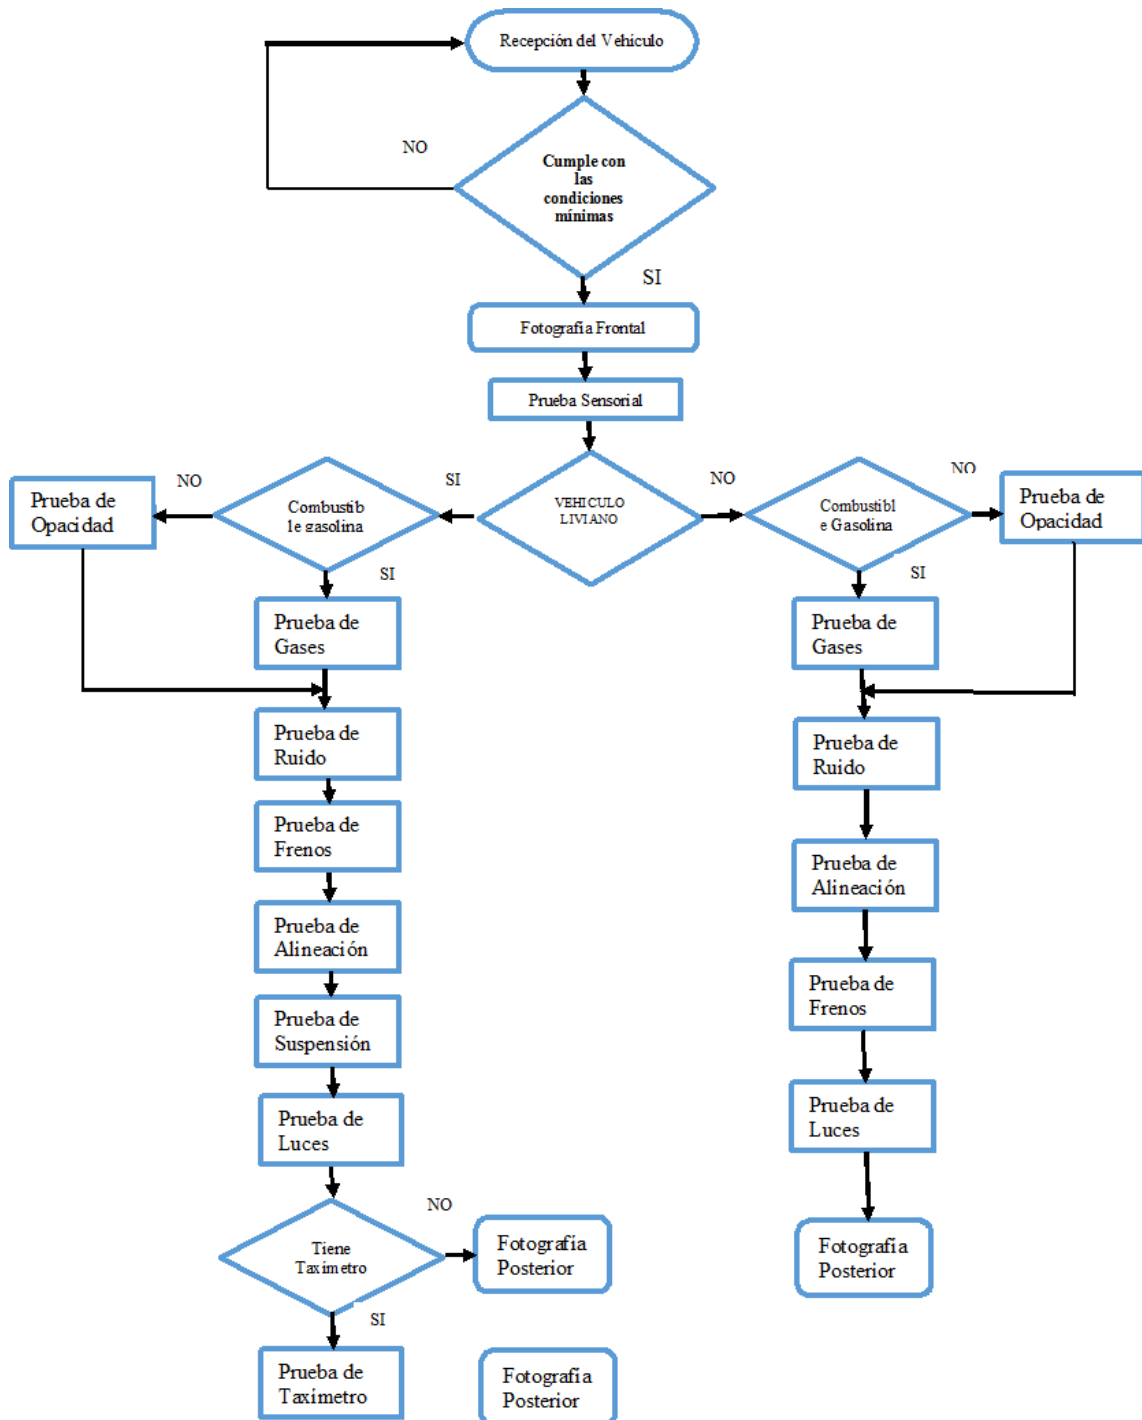 Recepción del Vehículo
NO
Cumple con
las
condiciones
mínimas
SI
Fotografía Frontal
Prueba Sensorial
NO
SI
NO
NO
Prueba de
Opacidad
Combustib
le gasolina
VEHICULO
LIVIANO
Combustibl
e Gasolina
Prueba de
Opacidad
SI
SI
Prueba de
Gases
Prueba de
Gases
Prueba de
Ruido
Prueba de
Ruido
Prueba de
Frenos
Prueba de
Alineación
Prueba de
Alineación
Prueba de
Frenos
Prueba de
Suspensión
Prueba de
Luces
Prueba de
Luces
NO
Tiene
Taxímetro
Fotografía
Posterior
Fotografía
Posterior
SI
Prueba de
Taxímetro
Fotografía
Posterior